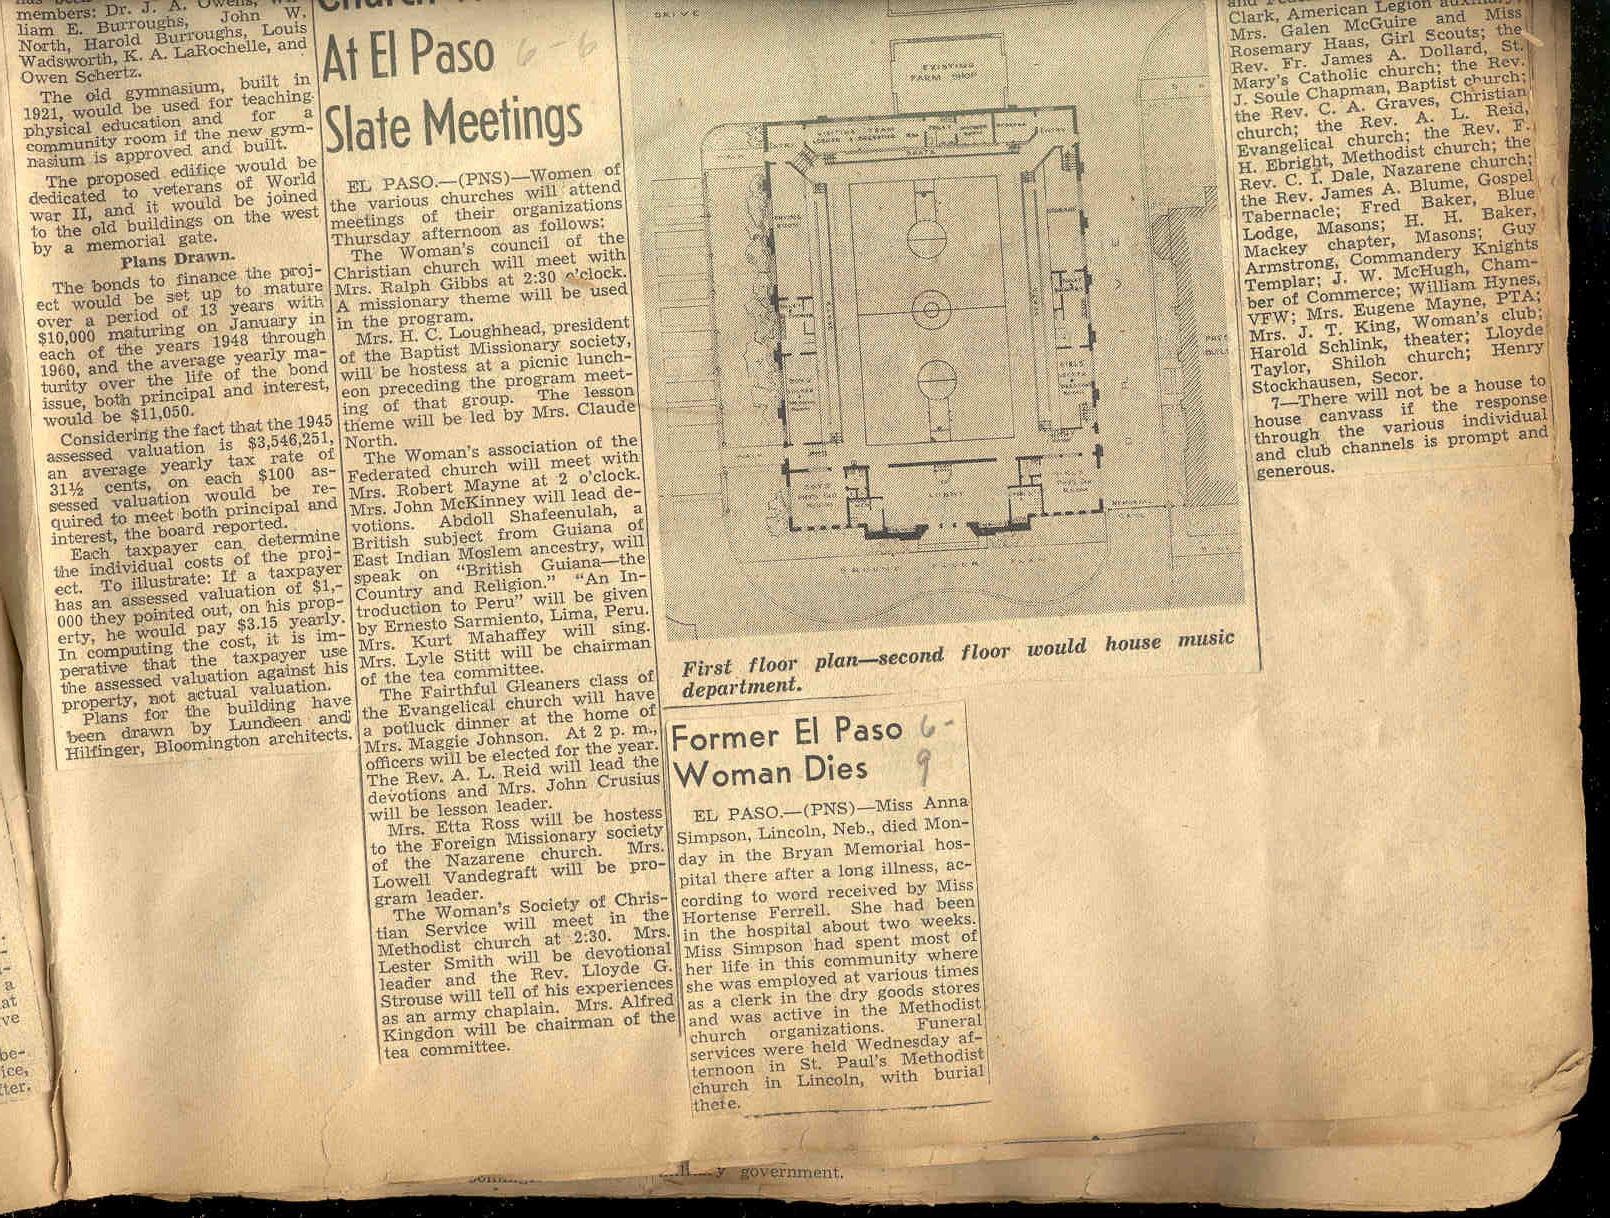 members: Dr. J. A. Owens, Wil-
liam E. Burroughs, John W.
North, Harold Burroughs, Louis
Wadsworth, K. A. LaRochelle, and
Owen Schertz.
The old gymnasium, built in
1921, would be used for teaching
physical education and for a
community room if the new gym-
nasium is approved and built.
The proposed edifice would be
dedicated to veterans of World
war II, and it would be joined
to the old buildings on the west
by a memorial gate.
Plans Drawn.
The bonds to finance the proj-
ect would be set up to mature
over a period of 13 years with
$10,000 maturing on January in
each of the years 1948 through
1960, and the average yearly ma-
turity over the life of the bond
issue, both principal and interest,
would be $11,050.
Considering the fact that the 1945
assessed valuation is $3,546,251,
an average yearly tax rate of
31½ cents, on each $100 as-
sessed valuation would be re-
quired to meet both principal and
interest, the board reported.
Each taxpayer can determine
the individual costs of the proj-
ect. To illustrate: If a taxpayer
has an assessed valuation of $1,-
000 they pointed out, on his prop-
erty, he would pay $3.15 yearly.
In computing the cost, it is im-
perative that the taxpayer use
the assessed valuation against his
property, not actual valuation.
Plans for the building have
been drawn by Lundeen and
Hilfinger, Bloomington architects.
At El Paso 6-6
Slate Meetings
EL PASO.—(PNS)—Women of
the various churches will attend
meetings of their organizations
Thursday afternoon as follows:
The Woman's council of the
Christian church will meet with
Mrs. Ralph Gibbs at 2:30 o'clock.
A missionary theme will be used
in the program.
Mrs. H. C. Loughhead, president
of the Baptist Missionary society,
will be hostess at a picnic lunch-
eon preceding the program meet-
ing of that group. The lesson
theme will be led by Mrs. Claude
North.
The Woman's association of the
Federated church will meet with
Mrs. Robert Mayne at 2 o'clock.
Mrs. John McKinney will lead de-
votions. Abdoll Shafeenulah, a
British subject from Guiana of
East Indian Moslem ancestry, will
speak on "British Guiana—the
Country and Religion." "An In-
troduction to Peru" will be given
by Ernesto Sarmiento, Lima, Peru.
Mrs. Kurt Mahaffey will sing.
Mrs. Lyle Stitt will be chairman
of the tea committee.
The Fairthful Gleaners class of
the Evangelical church will have
a potluck dinner at the home of
Mrs. Maggie Johnson. At 2 p. m.,
officers will be elected for the year.
The Rev. A. L. Reid will lead the
devotions and Mrs. John Crusius
will be lesson leader.
Mrs. Etta Ross will be hostess
to the Foreign Missionary society
of the Nazarene church. Mrs.
Lowell Vandegraft will be pro-
gram leader.
The Woman's Society of Chris-
tian Service will meet in the
Methodist church at 2:30. Mrs.
Lester Smith will be devotional
leader and the Rev. Lloyde G.
Strouse will tell of his experiences
as an army chaplain. Mrs. Alfred
Kingdon will be chairman of the
tea committee.
DRIVE
EXISTING
FARM SHOP
LOBBY
First floor plan—second floor would house music
department.
Former El Paso 6-
Woman Dies 9
EL PASO.—(PNS)—Miss Anna
Simpson, Lincoln, Neb., died Mon-
day in the Bryan Memorial hos-
pital there after a long illness, ac-
cording to word received by Miss
Hortense Ferrell. She had been
in the hospital about two weeks.
Miss Simpson had spent most of
her life in this community where
she was employed at various times
as a clerk in the dry goods stores
and was active in the Methodist
church organizations. Funeral
services were held Wednesday af-
ternoon in St. Paul's Methodist
church in Lincoln, with burial
there.
Clark, American Legion auxiliary;
Mrs. Galen McGuire and Miss
Rosemary Haas, Girl Scouts; the
Rev. Fr. James A. Dollard, St.
Mary's Catholic church; the Rev.
J. Soule Chapman, Baptist church;
the Rev. C. A. Graves, Christian
church; the Rev. A. L. Reid,
Evangelical church; the Rev. F.
H. Ebright, Methodist church; the
Rev. C. I. Dale, Nazarene church;
the Rev. James A. Blume, Gospel
Tabernacle; Fred Baker, Blue
Lodge, Masons; H. H. Baker,
Mackey chapter, Masons; Guy
Armstrong, Commandery Knights
Templar; J. W. McHugh, Cham-
ber of Commerce; William Hynes,
VFW; Mrs. Eugene Mayne, PTA;
Mrs. J. T. King, Woman's club;
Harold Schlink, theater; Lloyde
Taylor, Shiloh church; Henry
Stockhausen, Secor.
7—There will not be a house to
house canvass if the response
through the various individual
and club channels is prompt and
generous.
government.